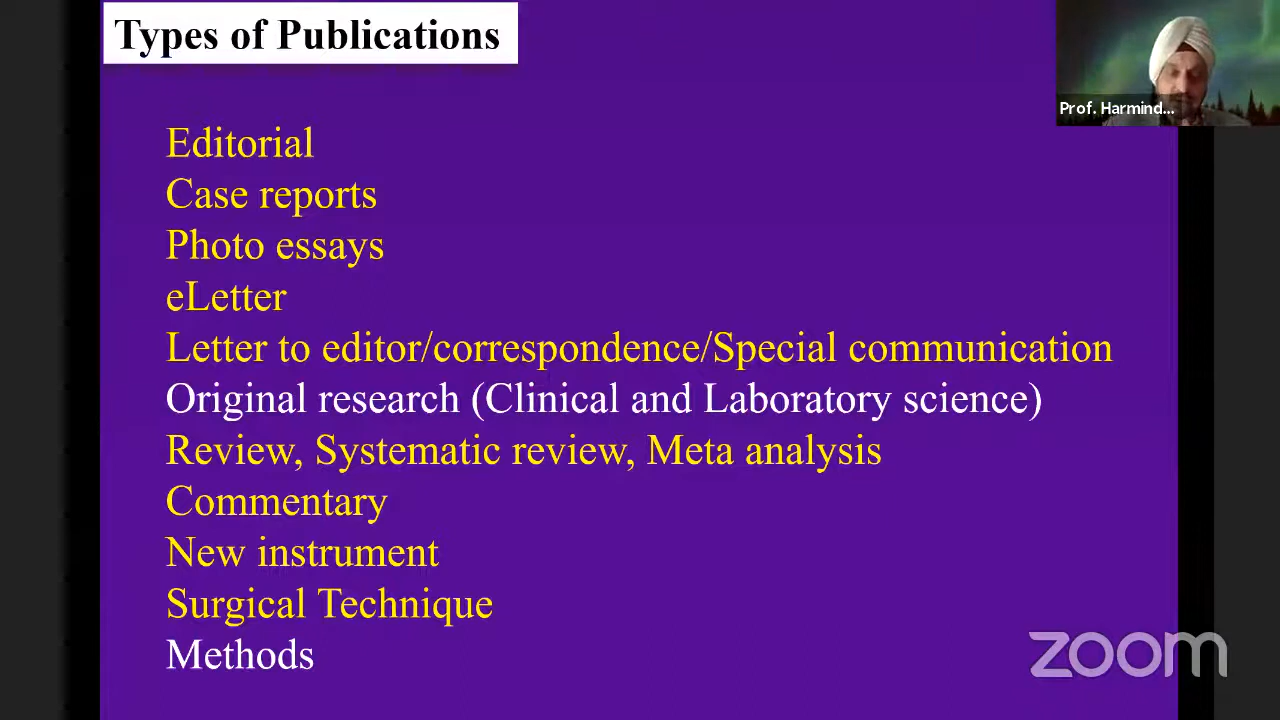 Types of Publications
Prof. Harmind...
Editorial
Case reports
Photo essays
eLetter
Letter to editor/correspondence/Special communication
Original research (Clinical and Laboratory science)
Review, Systematic review, Meta analysis
Commentary
New instrument
Surgical Technique
Methods
zoom